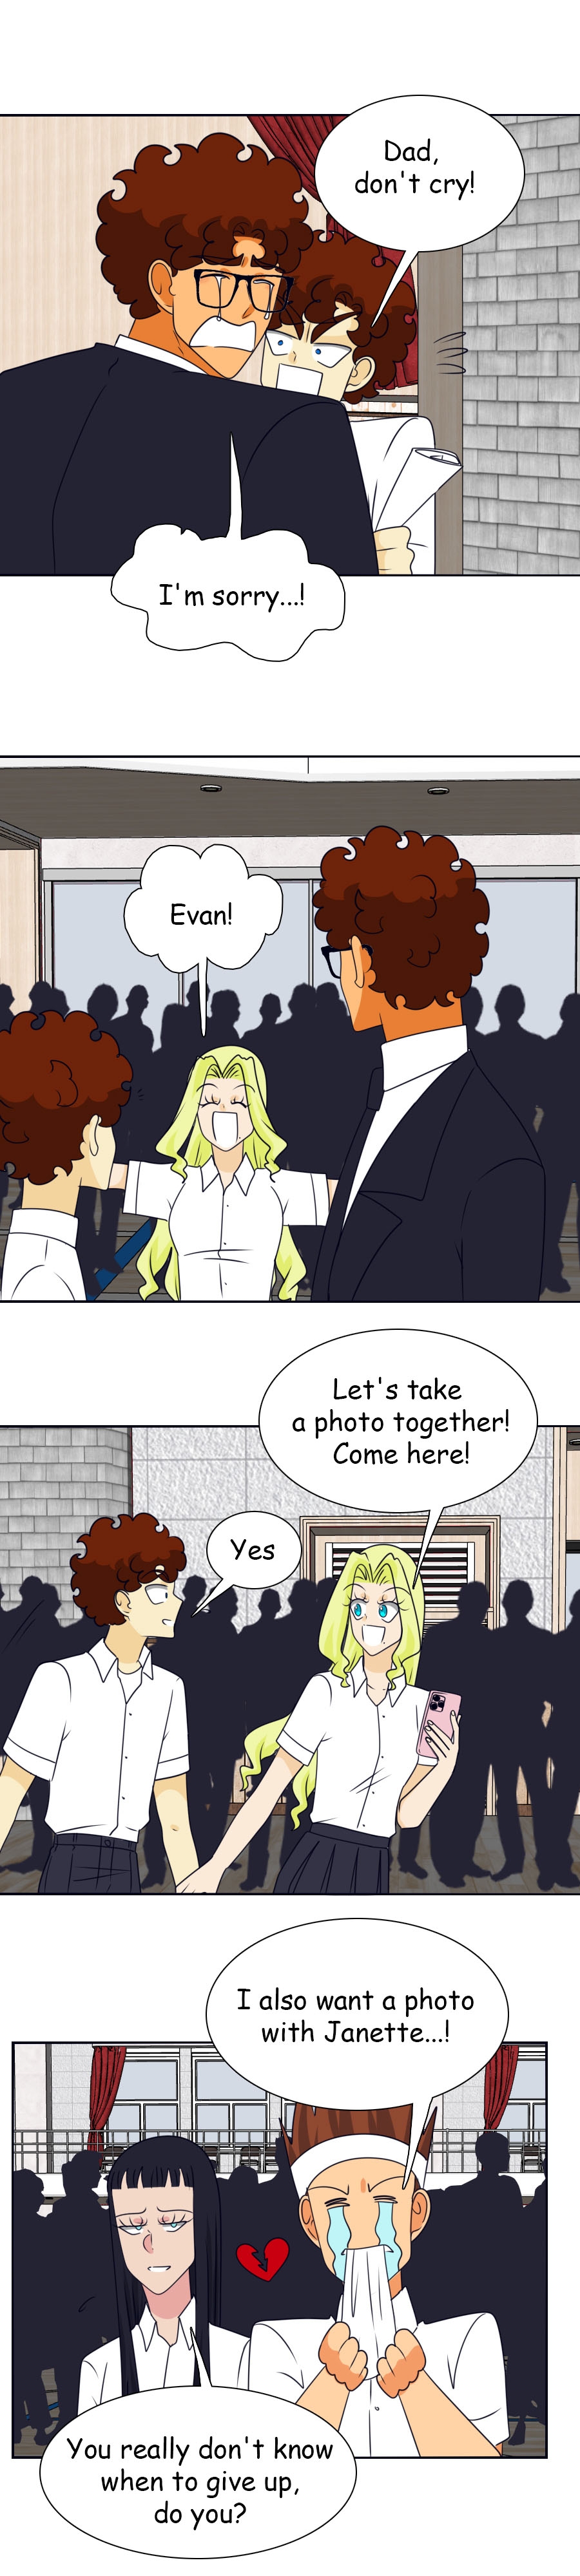 Dad,
don't cry!
I'm sorry...!
Evan!
Let's take
a photo together!
Come here!
Yes
I also want a photo
with Janette...!
You really don't know
when to give up,
do you?